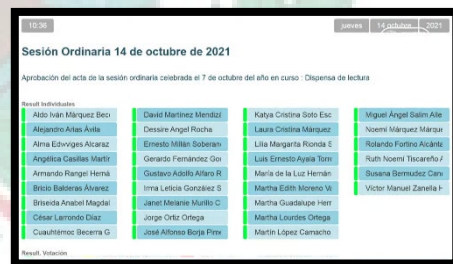 10:36
jueves 14 octubre 2021
Sesión Ordinaria 14 de octubre de 2021
Aprobación del acta de la sesión ordinaria celebrada el 7 de octubre del año en curso : Dispensa de lectura
Result Individuales
Aldo Iván Márquez Bec
Alejandro Arias Ávila
Alma Edwviges Alcaraz
Angélica Casillas Martír
Armando Rangel Herná
Bricio Balderas Álvarez
Briseida Anabel Magdal
César Larrondo Díaz
Cuauhtémoc Becerra G
David Martínez Mendizá
Dessire Angel Rocha
Ernesto Millán Soberan
Gerardo Fernández Gor
Gustavo Adolfo Alfaro R
Irma Leticia González S
Janet Melanie Murillo C
Jorge Ortiz Ortega
José Alfonso Borja Pime
Katya Cristina Soto Esc
Laura Cristina Márquez
Lilia Margarita Rionda S
Luis Ernesto Ayala Torr
María de la Luz Hernán
Martha Edith Moreno Va
Martha Guadalupe Herr
Martha Lourdes Ortega
Martín López Camacho
Miguel Ángel Salim Alle
Noemí Márquez Márque
Rolando Fortino Alcánta
Ruth Noemí Tiscareño A
Susana Bermudez Cano
Víctor Manuel Zanella H
Result. Votación